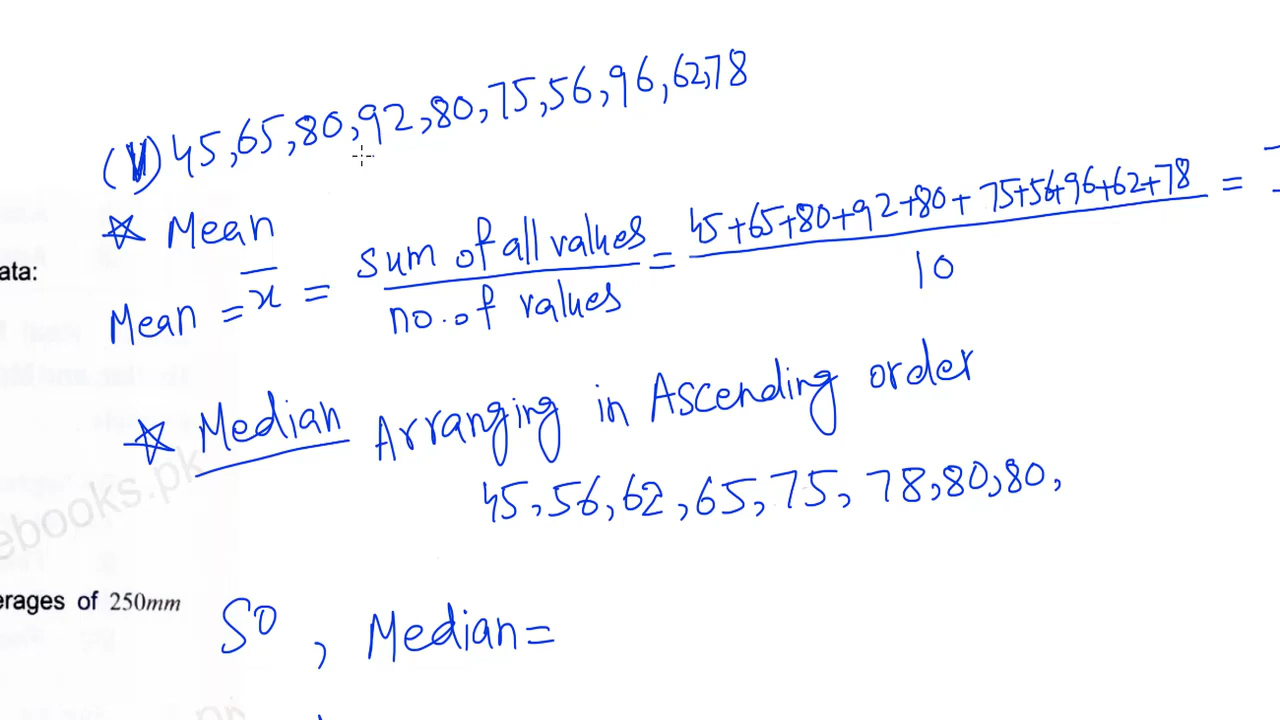 (V) 45,65,80,92,80,75,56,96,62,78
☆ Mean
Mean = x̄ = sum of all values / no. of values = 45+65+80+92+80+75+56+96+62+78 / 10 =
ata:
☆ Median Arranging in Ascending order
45,56,62,65,75,78,80,80,
ebooks.pk
erages of 250mm
So, Median=